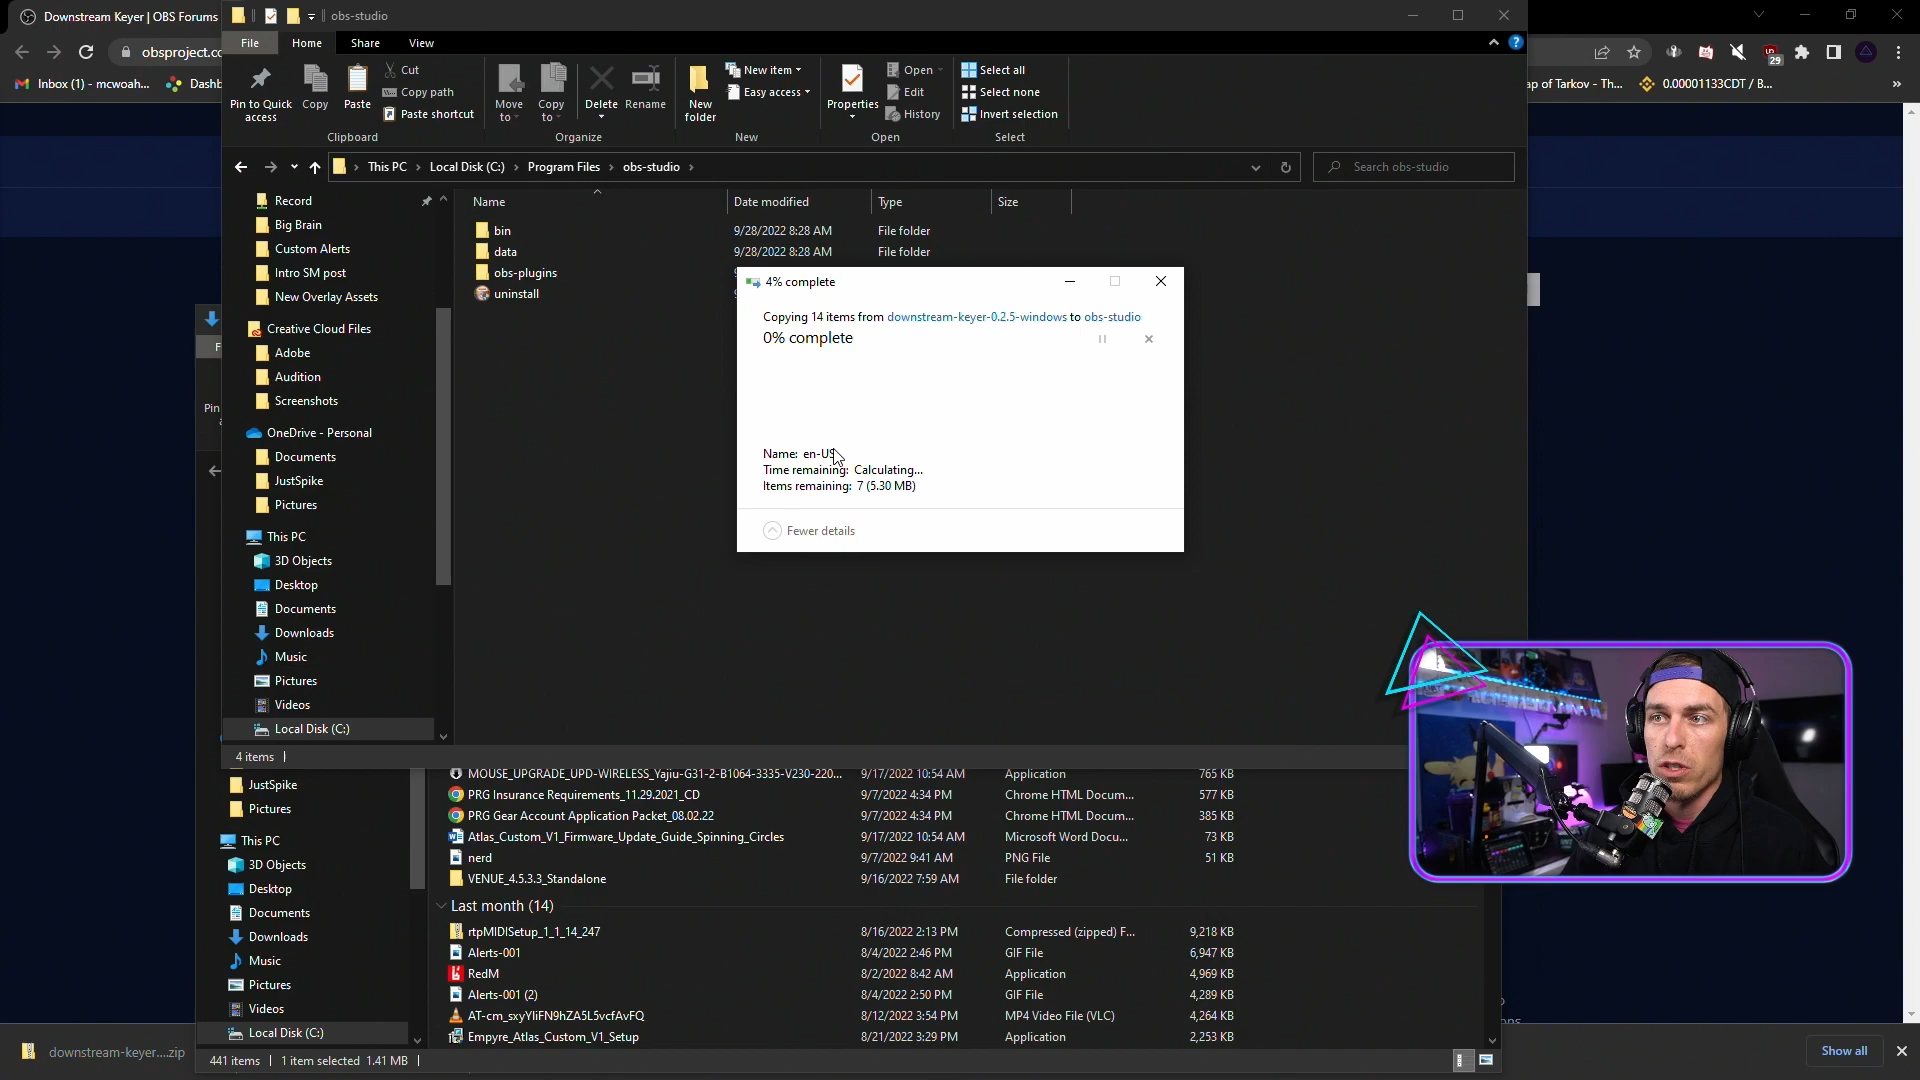 Downstream Keyer | OBS Forums
obs-studio
File
Home
Share
View
obsproject.co
Inbox (1) - mcwoah...
Dashb
ap of Tarkov - Th...
0.00001133CDT / B...
29
Pin to Quick access
Copy
Paste
Cut
Copy path
Paste shortcut
Move to
Copy to
Delete
Rename
New folder
New item
Easy access
Properties
Open
Edit
History
Select all
Select none
Invert selection
Clipboard
Organize
New
Open
Select
This PC
Local Disk (C:)
Program Files
obs-studio
Search obs-studio
Name
Date modified
Type
Size
bin
9/28/2022 8:28 AM
File folder
data
9/28/2022 8:28 AM
File folder
obs-plugins
uninstall
Record
Big Brain
Custom Alerts
Intro SM post
New Overlay Assets
Creative Cloud Files
Adobe
Audition
Screenshots
OneDrive - Personal
Documents
JustSpike
Pictures
This PC
3D Objects
Desktop
Documents
Downloads
Music
Pictures
Videos
Local Disk (C:)
4 items
4% complete
Copying 14 items from downstream-keyer-0.2.5-windows to obs-studio
0% complete
Name: en-US
Time remaining: Calculating...
Items remaining: 7 (5.30 MB)
Fewer details
F
Pin
JustSpike
Pictures
This PC
3D Objects
Desktop
Documents
Downloads
Music
Pictures
Videos
Local Disk (C:)
MOUSE_UPGRADE_UPD-WIRELESS_Yajiu-G31-2-B1064-3335-V230-220...
9/17/2022 10:54 AM
Application
765 KB
PRG Insurance Requirements_11.29.2021_CD
9/7/2022 4:34 PM
Chrome HTML Docum...
577 KB
PRG Gear Account Application Packet_08.02.22
9/7/2022 4:34 PM
Chrome HTML Docum...
385 KB
Atlas_Custom_V1_Firmware_Update_Guide_Spinning_Circles
9/17/2022 10:54 AM
Microsoft Word Docu...
73 KB
nerd
9/7/2022 9:41 AM
PNG File
51 KB
VENUE_4.5.3.3_Standalone
9/16/2022 7:59 AM
File folder
Last month (14)
rtpMIDISetup_1_1_14_247
8/16/2022 2:13 PM
Compressed (zipped) F...
9,218 KB
Alerts-001
8/4/2022 2:46 PM
GIF File
6,947 KB
RedM
8/2/2022 8:42 AM
Application
4,969 KB
Alerts-001 (2)
8/4/2022 2:50 PM
GIF File
4,289 KB
AT-cm_sxyYliFN9hZA5L5vcfAvFQ
8/12/2022 3:54 PM
MP4 Video File (VLC)
4,264 KB
Empyre_Atlas_Custom_V1_Setup
8/21/2022 3:29 PM
Application
2,253 KB
441 items
1 item selected 1.41 MB
downstream-keyer....zip
Show all